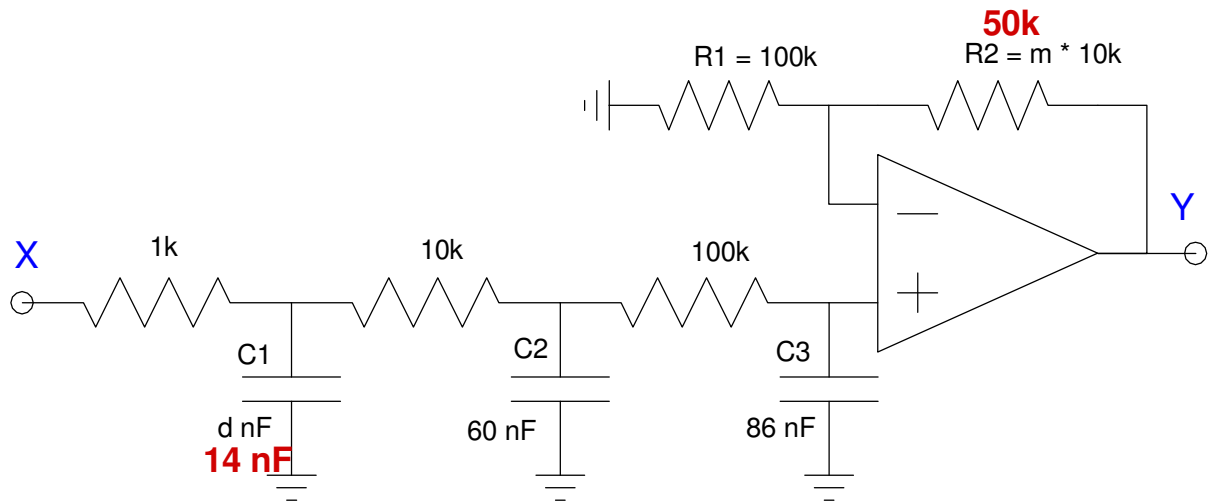 50k
R1 = 100k
R2 = m * 10k
Y
X
1k
10k
100k
C1
C2
C3
d nF
14 nF
60 nF
86 nF